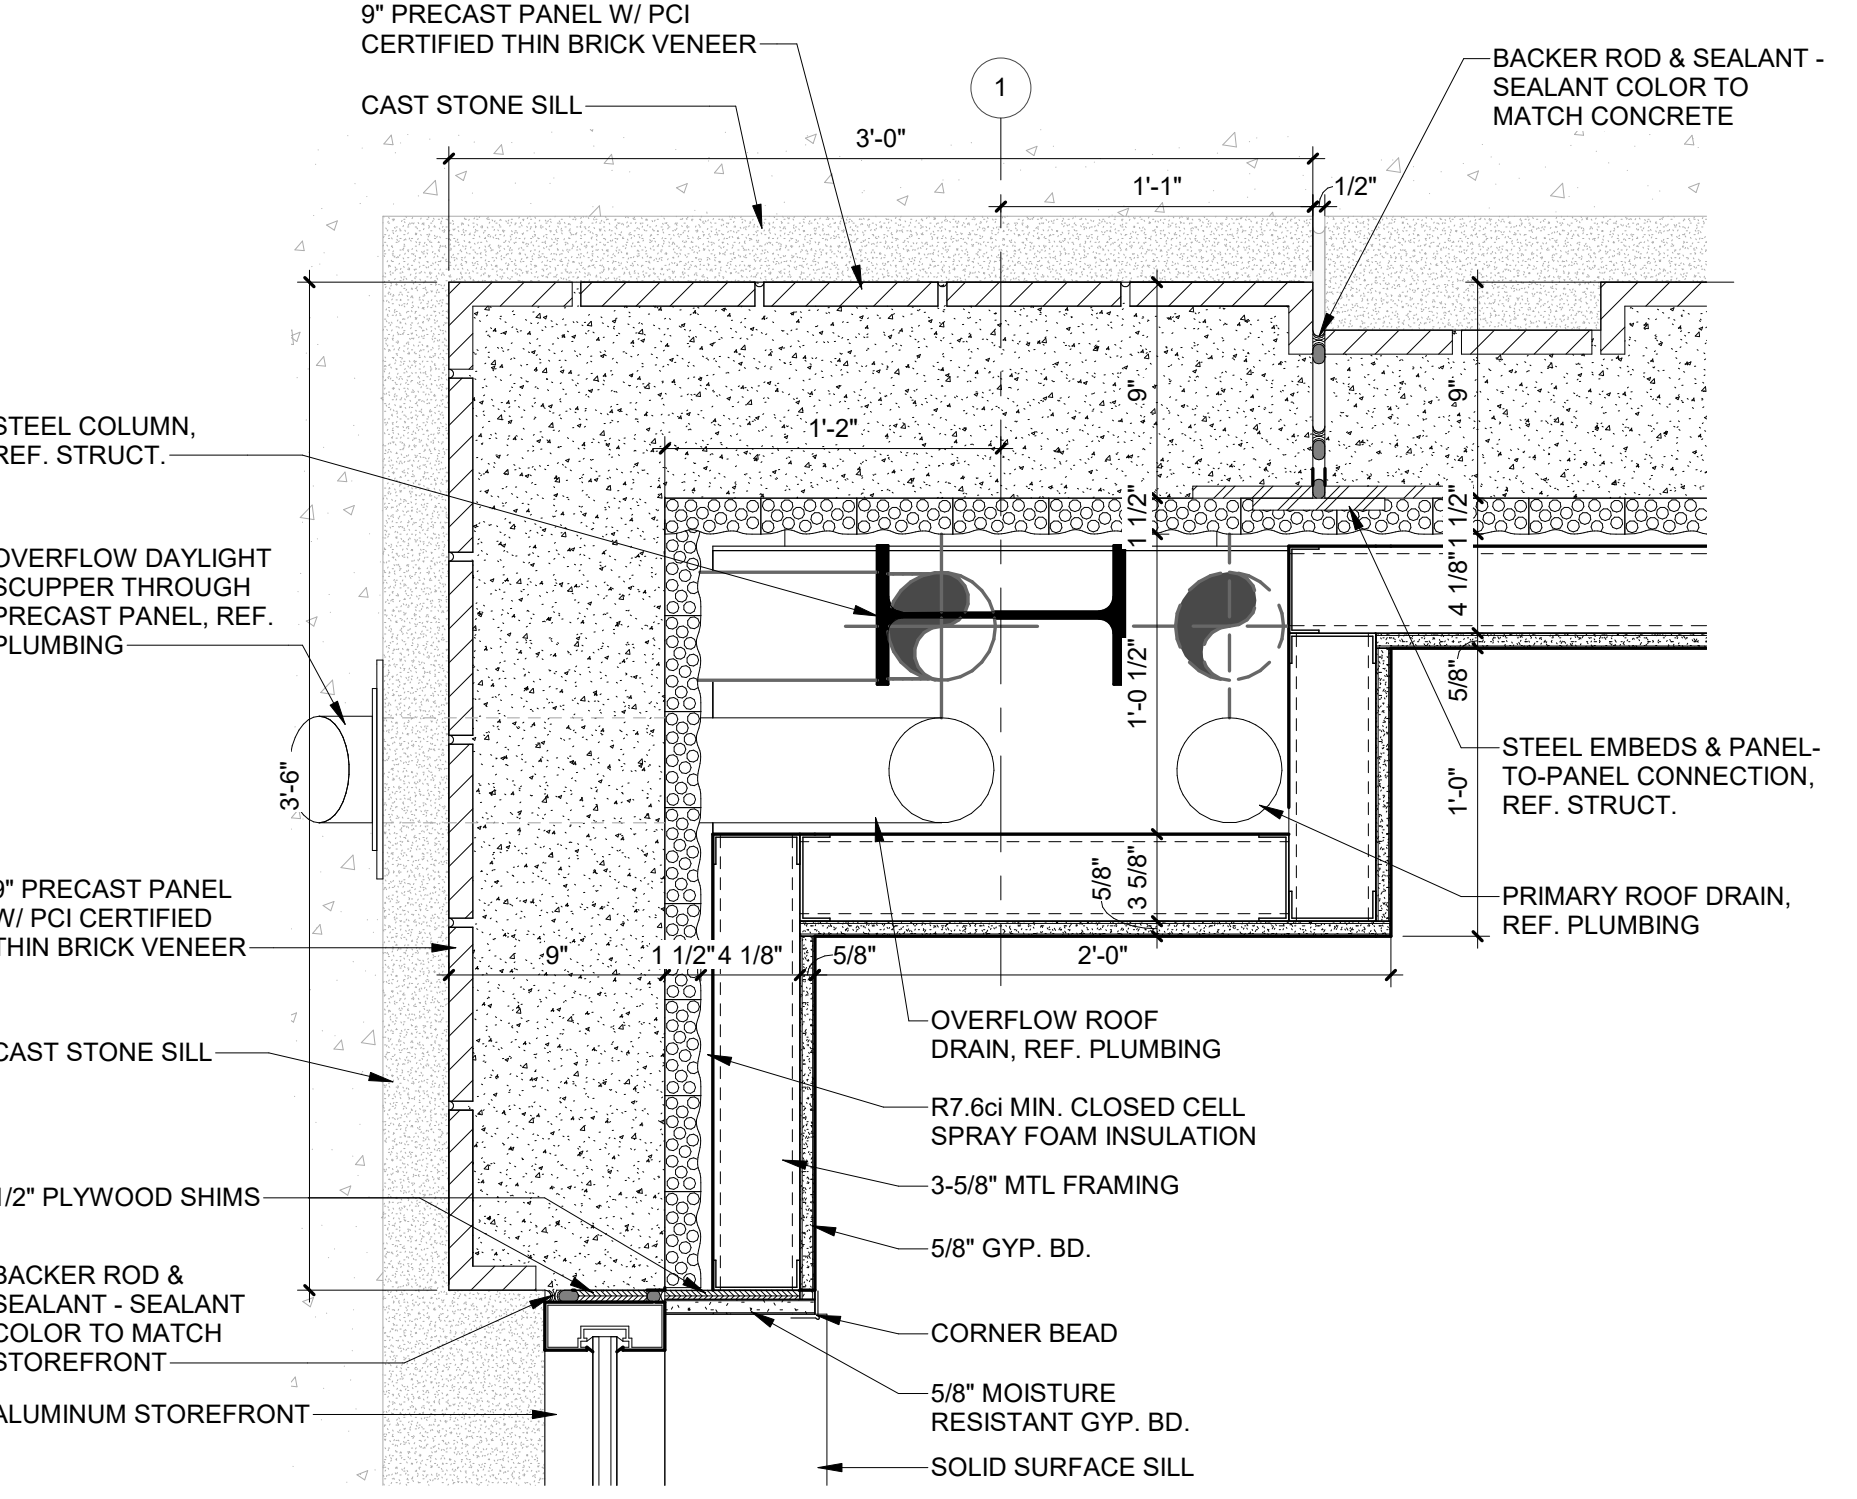 9" PRECAST PANEL W/ PCI
CERTIFIED THIN BRICK VENEER
CAST STONE SILL
1
BACKER ROD & SEALANT -
SEALANT COLOR TO
MATCH CONCRETE
3'-0"
1'-1"
1/2"
9"
9"
1'-2"
STEEL COLUMN,
REF. STRUCT.
1 1/2"
1 1/2"
4 1/8"
OVERFLOW DAYLIGHT
SCUPPER THROUGH
PRECAST PANEL, REF.
PLUMBING
1'-0 1/2"
5/8"
3'-6"
1'-0"
STEEL EMBEDS & PANEL-
TO-PANEL CONNECTION,
REF. STRUCT.
5/8"
3 5/8"
PRIMARY ROOF DRAIN,
REF. PLUMBING
9" PRECAST PANEL
W/ PCI CERTIFIED
THIN BRICK VENEER
9"
1 1/2"
4 1/8"
5/8"
2'-0"
OVERFLOW ROOF
DRAIN, REF. PLUMBING
CAST STONE SILL
R7.6ci MIN. CLOSED CELL
SPRAY FOAM INSULATION
3-5/8" MTL FRAMING
1/2" PLYWOOD SHIMS
5/8" GYP. BD.
BACKER ROD &
SEALANT - SEALANT
COLOR TO MATCH
STOREFRONT
CORNER BEAD
ALUMINUM STOREFRONT
5/8" MOISTURE
RESISTANT GYP. BD.
SOLID SURFACE SILL